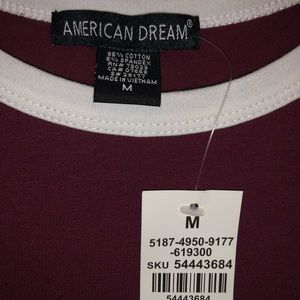 AMERICAN DREAM
95% COTTON
5% SPANDEX
MADE IN VIETNAM
M
M
5187-4950-9177
-619300
SKU 54443684
54443684